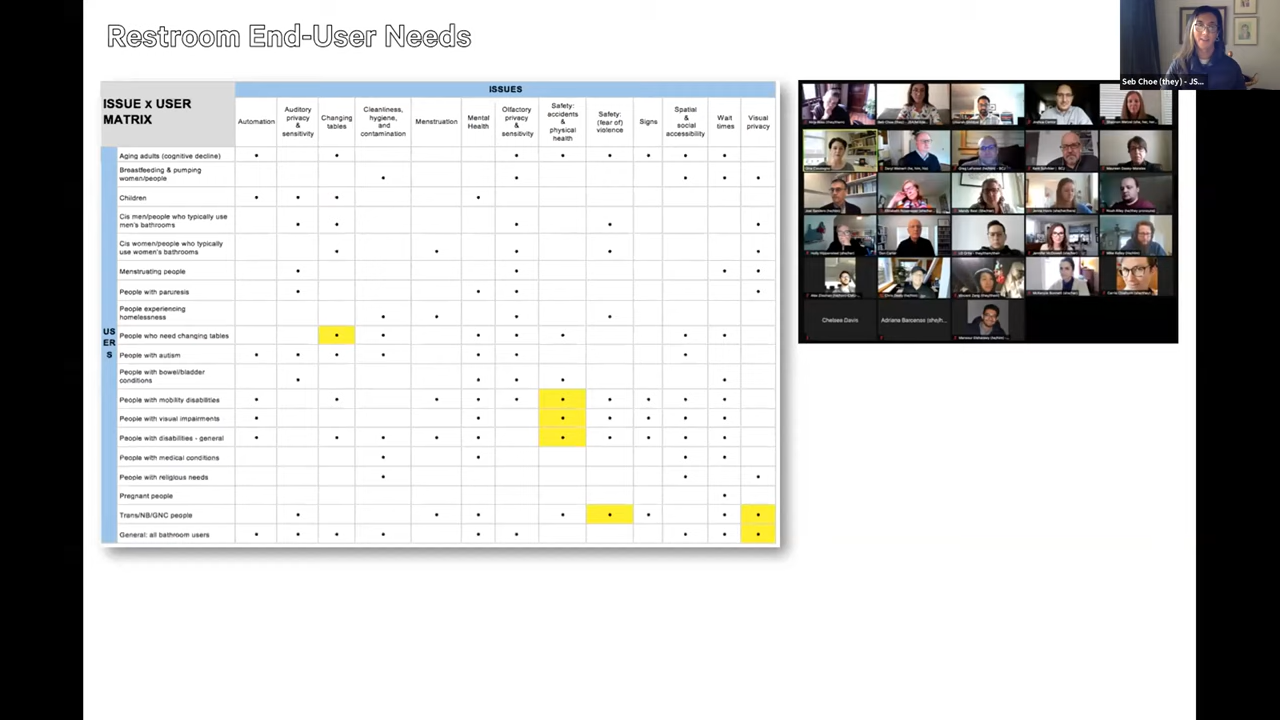 Restroom End-User Needs
Seb Choe (they) - JS...
ISSUE x USER
MATRIX
ISSUES
Automation
Auditory
privacy
&
sensitivity
Changing
tables
Cleanliness,
hygiene,
and
contamination
Menstruation
Mental
Health
Olfactory
privacy
&
sensitivity
Safety:
accidents
&
physical
health
Safety:
(fear of)
violence
Signs
Spatial
&
social
accessibility
Wait
times
Visual
privacy
US
ER
S
Aging adults (cognitive decline)
Breastfeeding & pumping
women/people
Children
Cis men/people who typically use
men's bathrooms
Cis women/people who typically
use women's bathrooms
Menstruating people
People with paruresis
People experiencing
homelessness
People who need changing tables
People with autism
People with bowel/bladder
conditions
People with mobility disabilities
People with visual impairments
People with disabilities - general
People with medical conditions
People with religious needs
Pregnant people
Trans/NB/GNC people
General: all bathroom users
Chelsea Davis